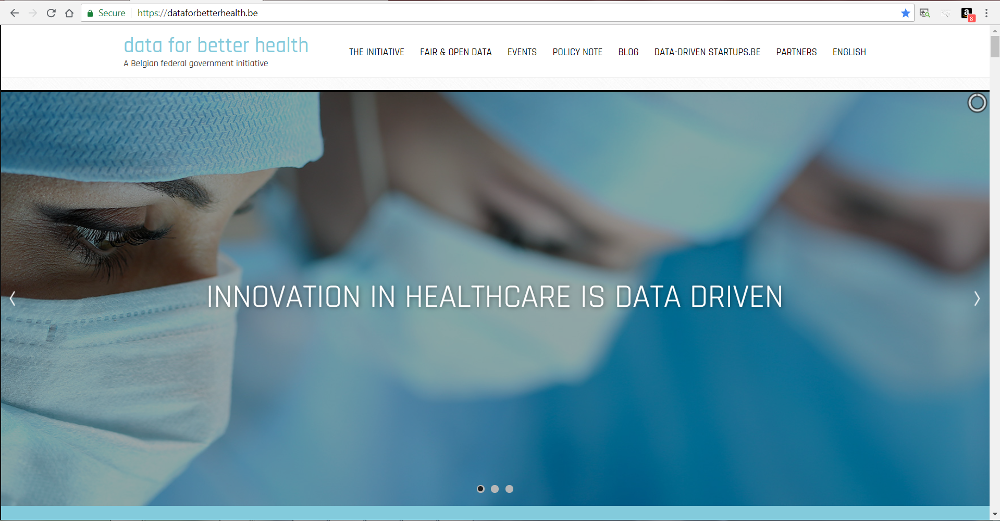 Secure https://dataforbetterhealth.be
8
data for better health
A Belgian federal government initiative
THE INITIATIVE FAIR & OPEN DATA EVENTS POLICY NOTE BLOG DATA-DRIVEN STARTUPS.BE PARTNERS ENGLISH
INNOVATION IN HEALTHCARE IS DATA DRIVEN